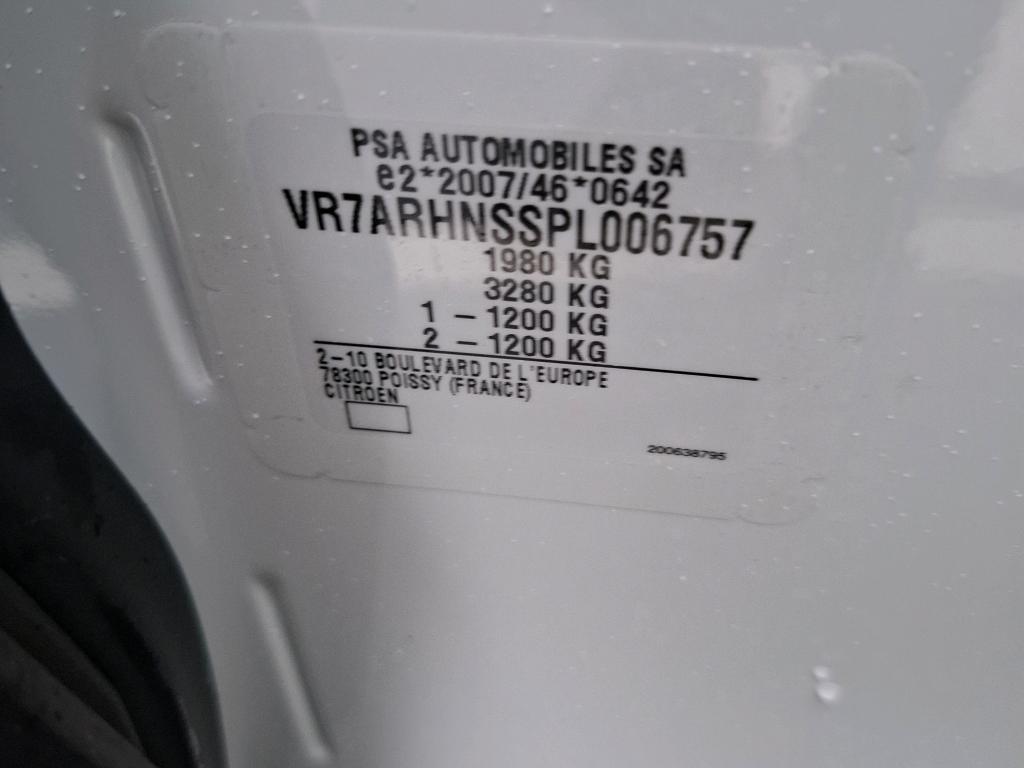 PSA AUTOMOBILES SA
e2*2007/46*0642
VR7ARHNSSPL006757
1980 KG
3280 KG
1 - 1200 KG
2 - 1200 KG
2-10 BOULEVARD DE L'EUROPE
78300 POISSY (FRANCE)
CITROEN
200638795